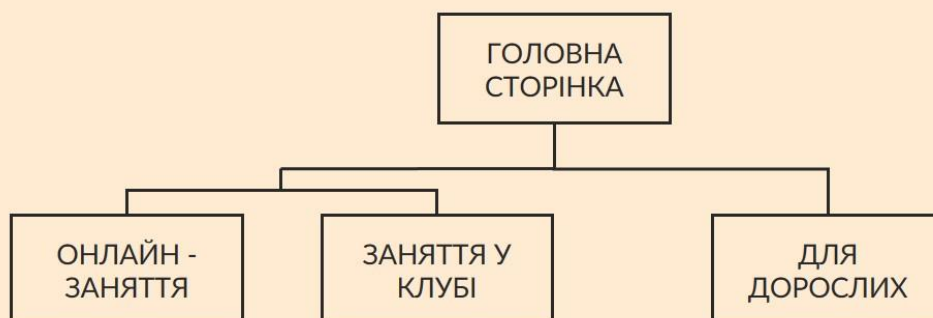 ГОЛОВНА
СТОРІНКА
ОНЛАЙН -
ЗАНЯТТЯ
ЗАНЯТТЯ У
КЛУБІ
ДЛЯ
ДОРОСЛИХ